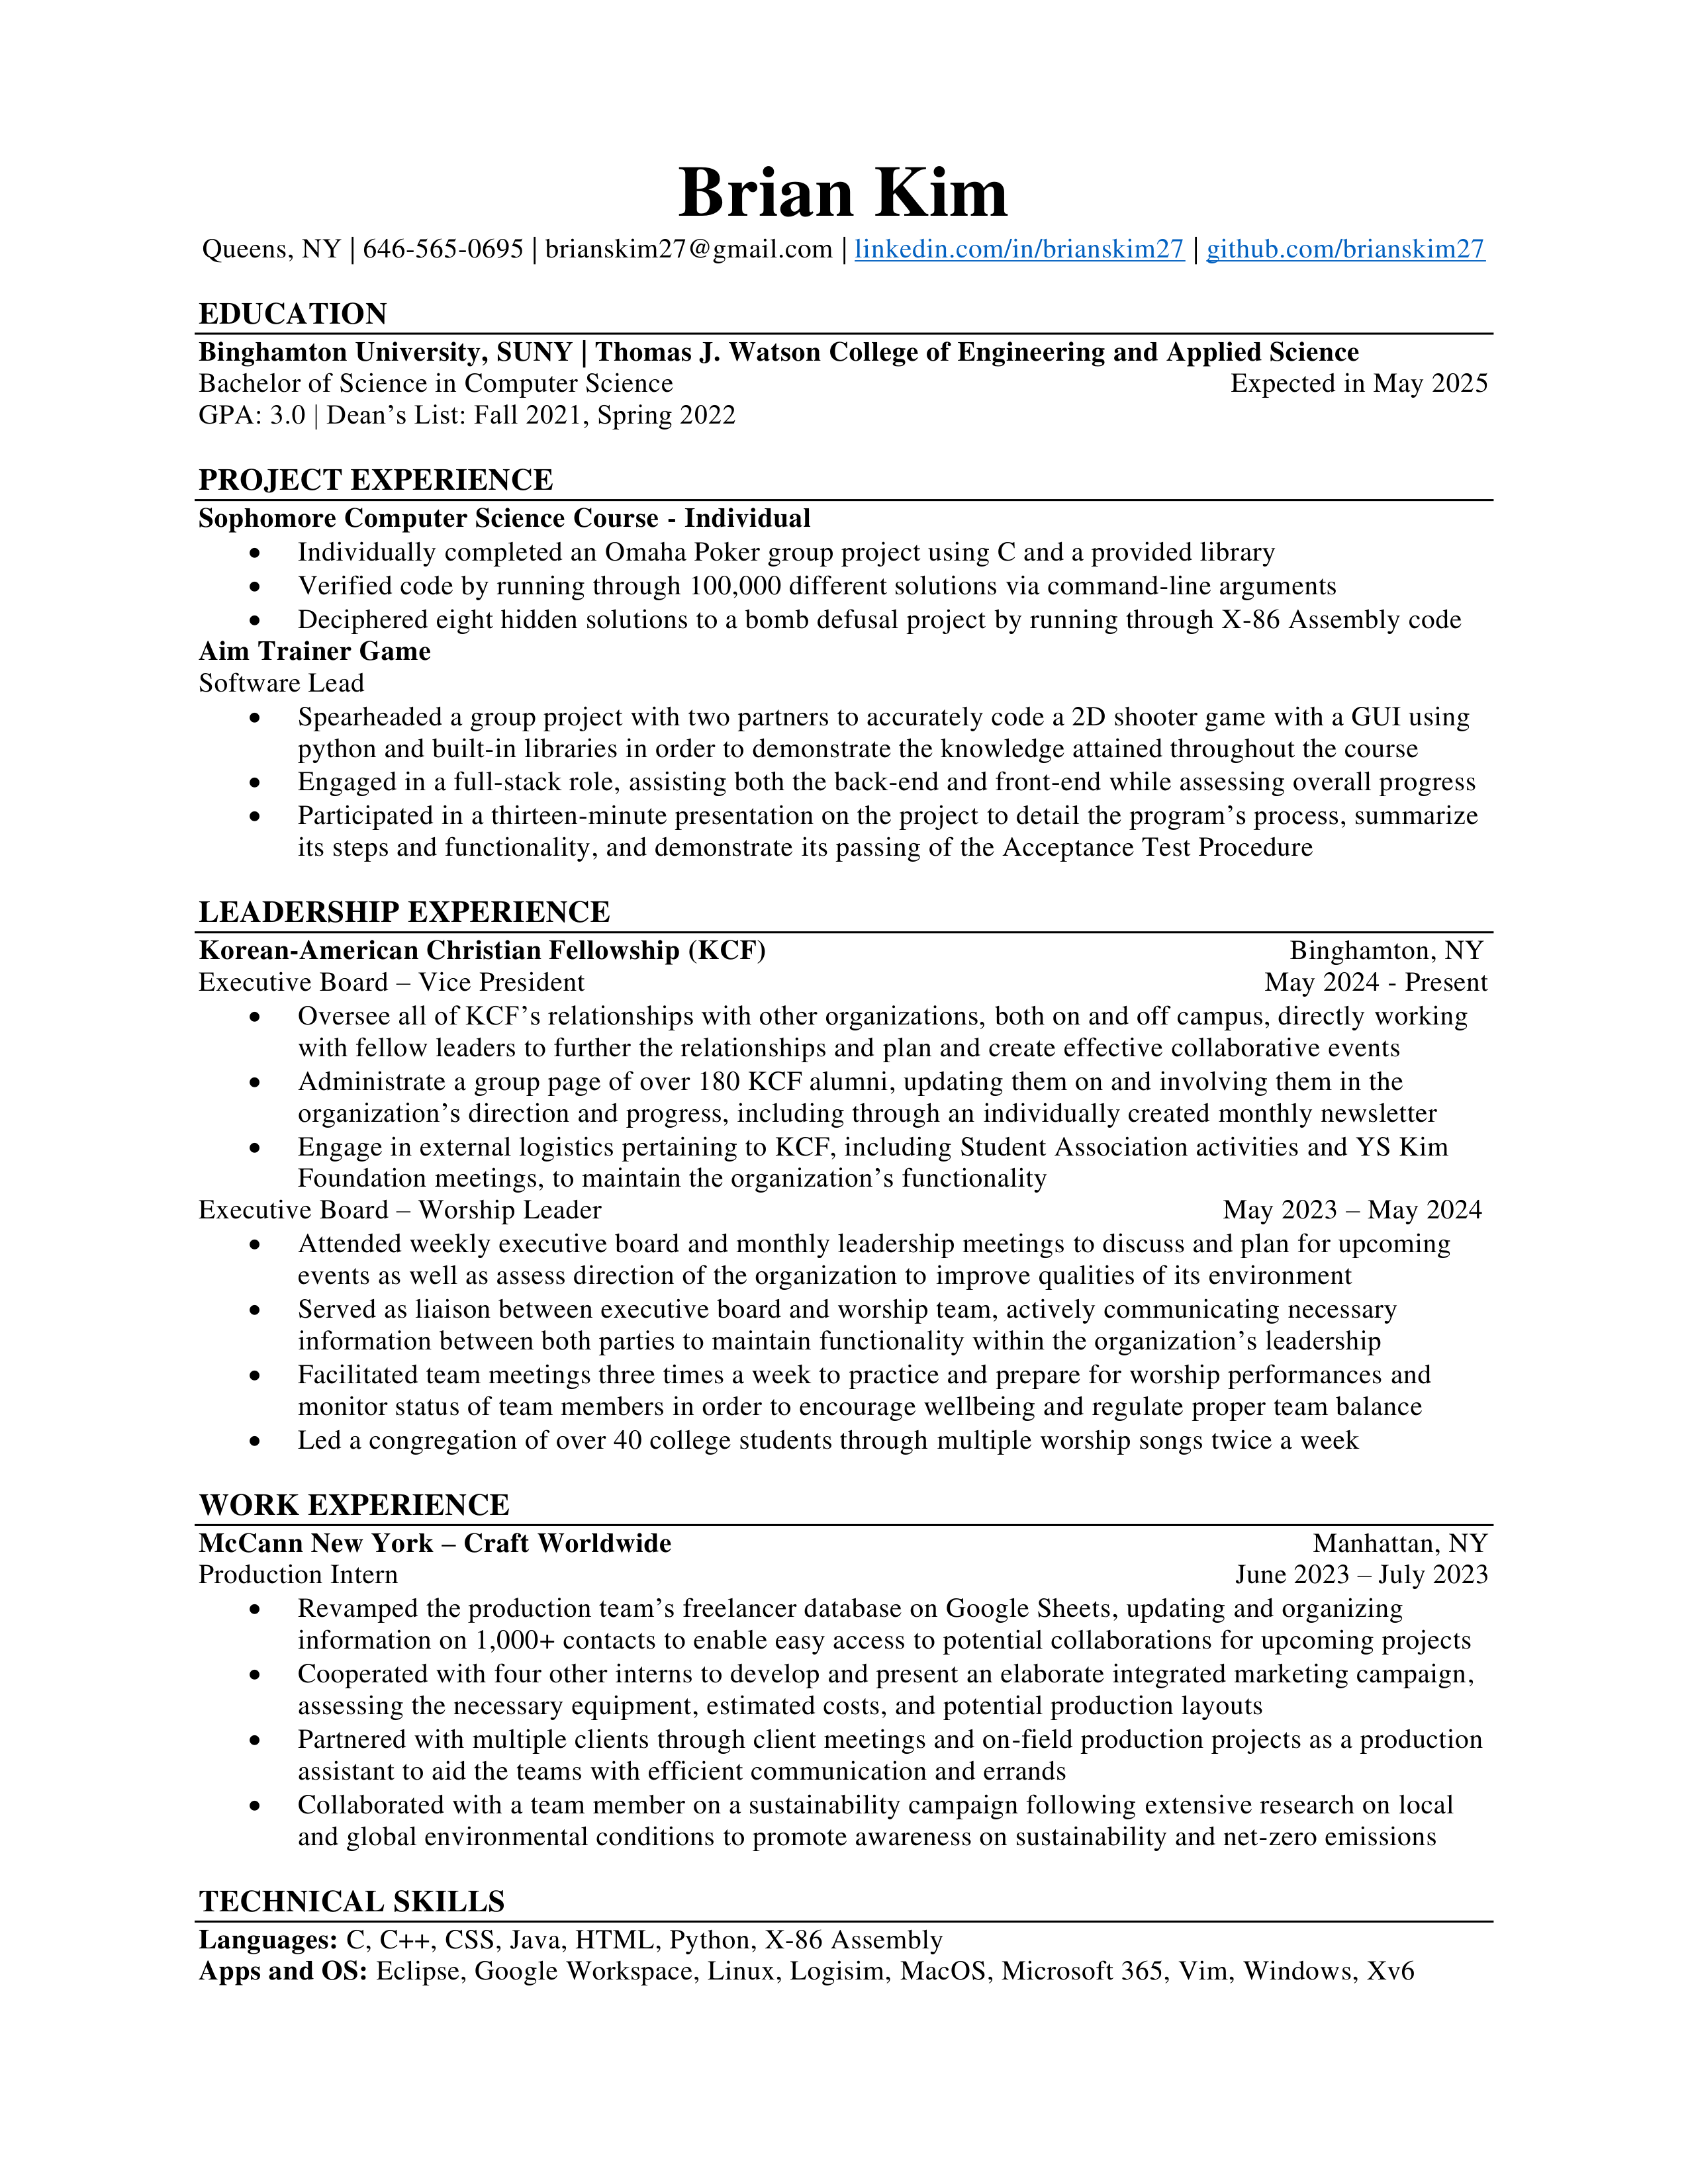 Brian Kim
Queens, NY | 646-565-0695 | brianskim27@gmail.com | linkedin.com/in/brianskim27 | github.com/brianskim27
EDUCATION
Binghamton University, SUNY | Thomas J. Watson College of Engineering and Applied Science
Bachelor of Science in Computer Science Expected in May 2025
GPA: 3.0 | Dean’s List: Fall 2021, Spring 2022
PROJECT EXPERIENCE
Sophomore Computer Science Course - Individual
• Individually completed an Omaha Poker group project using C and a provided library
• Verified code by running through 100,000 different solutions via command-line arguments
• Deciphered eight hidden solutions to a bomb defusal project by running through X-86 Assembly code
Aim Trainer Game
Software Lead
• Spearheaded a group project with two partners to accurately code a 2D shooter game with a GUI using
python and built-in libraries in order to demonstrate the knowledge attained throughout the course
• Engaged in a full-stack role, assisting both the back-end and front-end while assessing overall progress
• Participated in a thirteen-minute presentation on the project to detail the program’s process, summarize
its steps and functionality, and demonstrate its passing of the Acceptance Test Procedure
LEADERSHIP EXPERIENCE
Korean-American Christian Fellowship (KCF) Binghamton, NY
Executive Board – Vice President May 2024 - Present
• Oversee all of KCF’s relationships with other organizations, both on and off campus, directly working
with fellow leaders to further the relationships and plan and create effective collaborative events
• Administrate a group page of over 180 KCF alumni, updating them on and involving them in the
organization’s direction and progress, including through an individually created monthly newsletter
• Engage in external logistics pertaining to KCF, including Student Association activities and YS Kim
Foundation meetings, to maintain the organization’s functionality
Executive Board – Worship Leader May 2023 – May 2024
• Attended weekly executive board and monthly leadership meetings to discuss and plan for upcoming
events as well as assess direction of the organization to improve qualities of its environment
• Served as liaison between executive board and worship team, actively communicating necessary
information between both parties to maintain functionality within the organization’s leadership
• Facilitated team meetings three times a week to practice and prepare for worship performances and
monitor status of team members in order to encourage wellbeing and regulate proper team balance
• Led a congregation of over 40 college students through multiple worship songs twice a week
WORK EXPERIENCE
McCann New York – Craft Worldwide Manhattan, NY
Production Intern June 2023 – July 2023
• Revamped the production team’s freelancer database on Google Sheets, updating and organizing
information on 1,000+ contacts to enable easy access to potential collaborations for upcoming projects
• Cooperated with four other interns to develop and present an elaborate integrated marketing campaign,
assessing the necessary equipment, estimated costs, and potential production layouts
• Partnered with multiple clients through client meetings and on-field production projects as a production
assistant to aid the teams with efficient communication and errands
• Collaborated with a team member on a sustainability campaign following extensive research on local
and global environmental conditions to promote awareness on sustainability and net-zero emissions
TECHNICAL SKILLS
Languages: C, C++, CSS, Java, HTML, Python, X-86 Assembly
Apps and OS: Eclipse, Google Workspace, Linux, Logisim, MacOS, Microsoft 365, Vim, Windows, Xv6